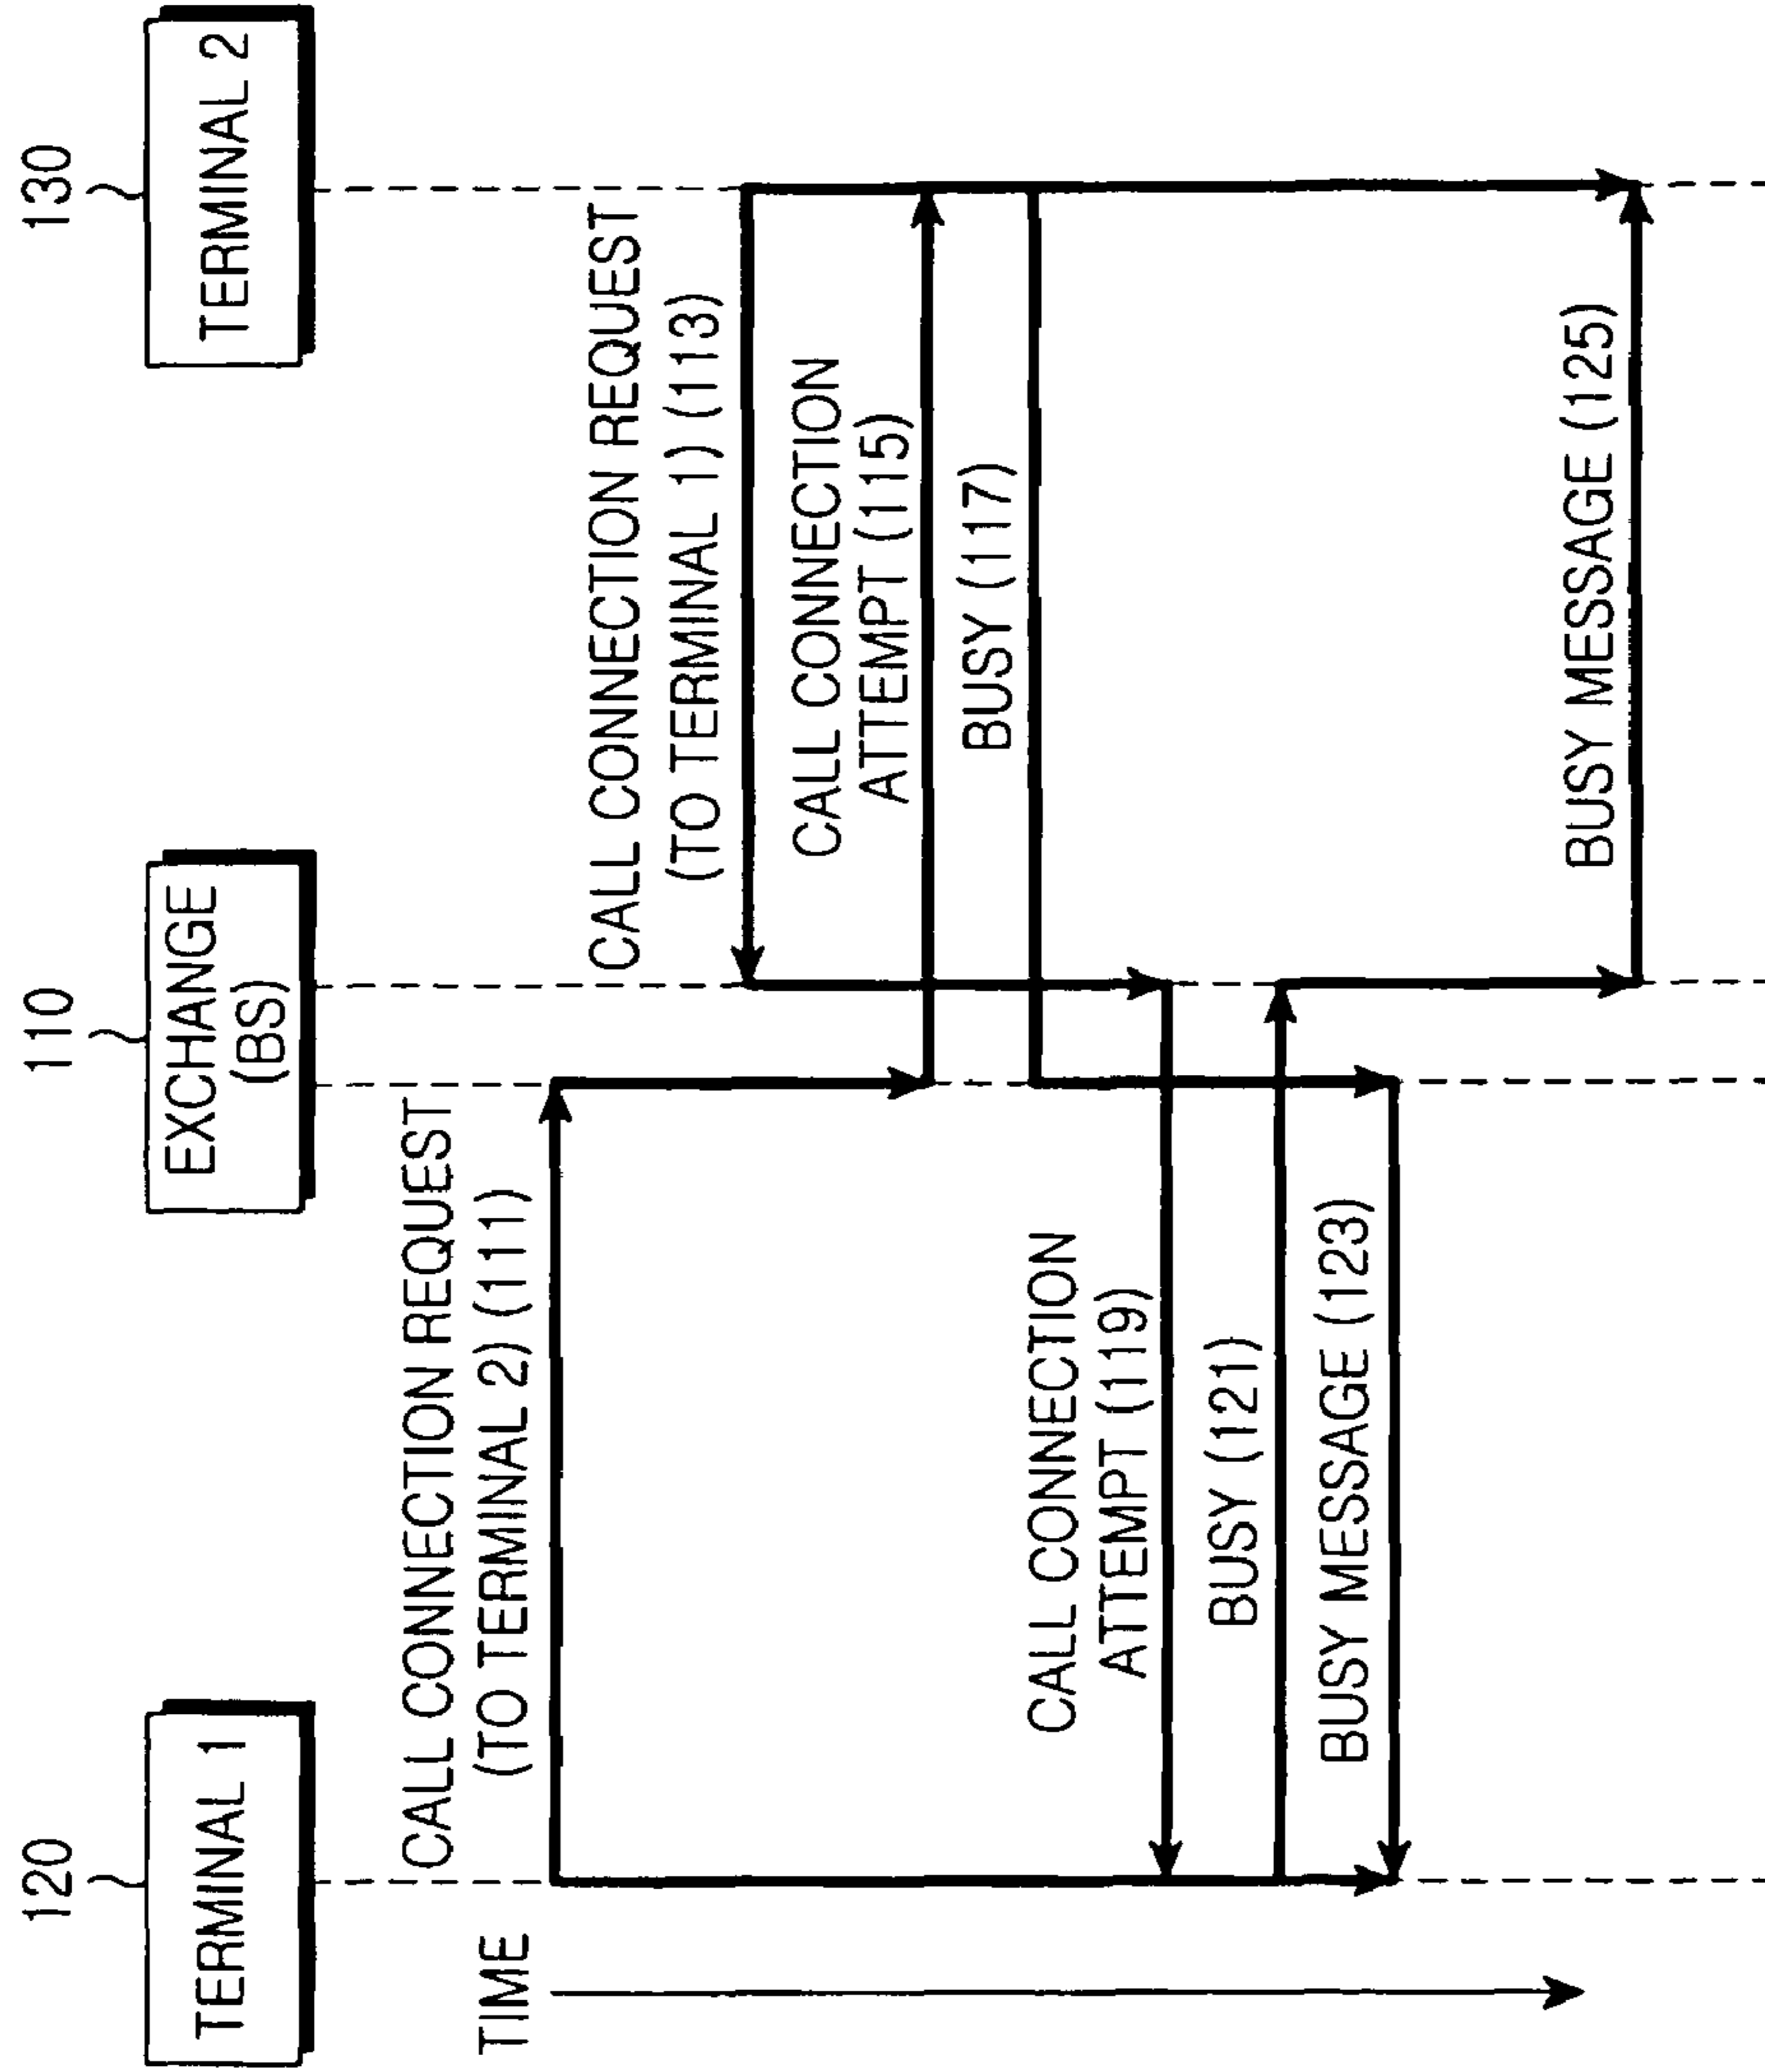 120
110
130
TERMINAL 1
EXCHANGE
(BS)
TERMINAL 2
TIME
CALL CONNECTION REQUEST
(TO TERMINAL 2) (111)
CALL CONNECTION REQUEST
(TO TERMINAL 1) (113)
CALL CONNECTION
ATTEMPT (115)
BUSY (117)
CALL CONNECTION
ATTEMPT (119)
BUSY (121)
BUSY MESSAGE (123)
BUSY MESSAGE (125)